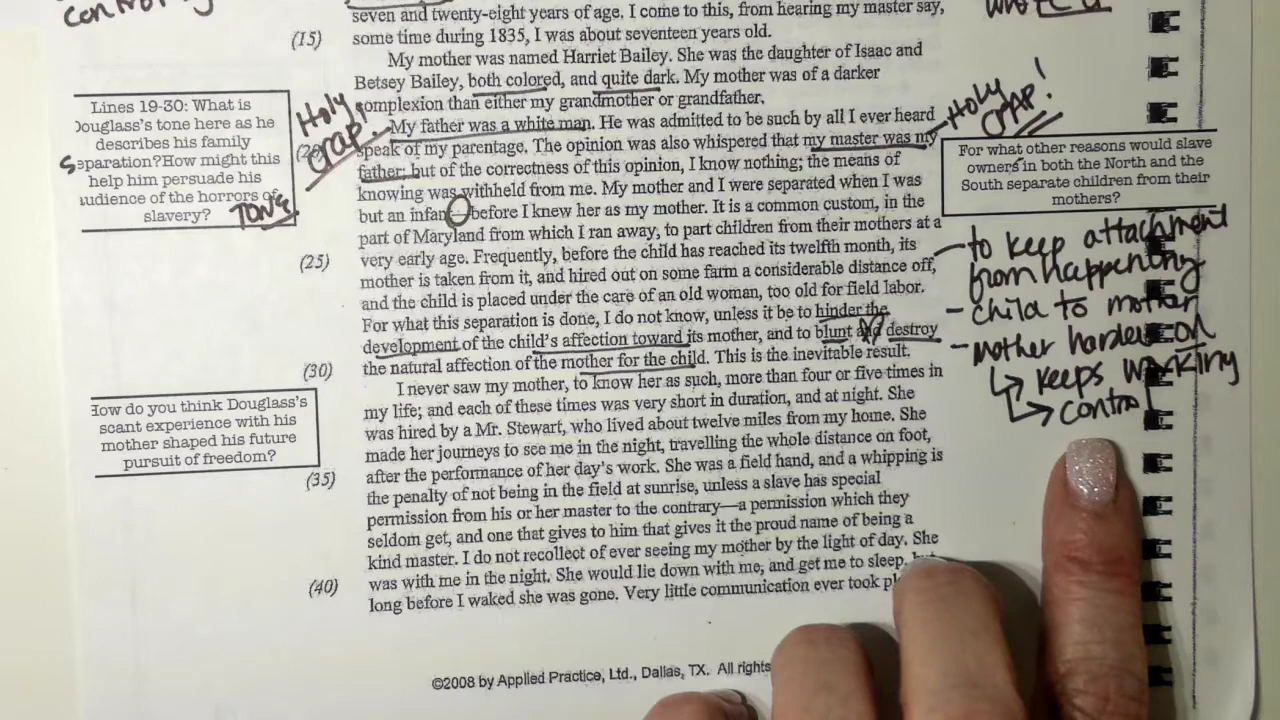 seven and twenty-eight years of age. I come to this, from hearing my master say,
(15) some time during 1835, I was about seventeen years old.
My mother was named Harriet Bailey. She was the daughter of Isaac and
Betsey Bailey, both colored, and quite dark. My mother was of a darker
complexion than either my grandmother or grandfather.
My father was a white man. He was admitted to be such by all I ever heard
speak of my parentage. The opinion was also whispered that my master was my
father; but of the correctness of this opinion, I know nothing; the means of
knowing was withheld from me. My mother and I were separated when I was
but an infan before I knew her as my mother. It is a common custom, in the
part of Maryland from which I ran away, to part children from their mothers at a
(25) very early age. Frequently, before the child has reached its twelfth month, its
mother is taken from it, and hired out on some farm a considerable distance off,
and the child is placed under the care of an old woman, too old for field labor.
For what this separation is done, I do not know, unless it be to hinder the
development of the child's affection toward its mother, and to blunt and destroy
(30) the natural affection of the mother for the child. This is the inevitable result.
I never saw my mother, to know her as such, more than four or five times in
my life; and each of these times was very short in duration, and at night. She
was hired by a Mr. Stewart, who lived about twelve miles from my home. She
made her journeys to see me in the night, travelling the whole distance on foot,
(35) after the performance of her day's work. She was a field hand, and a whipping is
the penalty of not being in the field at sunrise, unless a slave has special
permission from his or her master to the contrary—a permission which they
seldom get, and one that gives to him that gives it the proud name of being a
kind master. I do not recollect of ever seeing my mother by the light of day. She
(40) was with me in the night. She would lie down with me, and get me to sleep, but
long before I waked she was gone. Very little communication ever took
©2008 by Applied Practice, Ltd., Dallas, TX. All rights
Lines 19-30: What is
Douglass's tone here as he
describes his family
separation?How might this
help him persuade his
audience of the horrors of
slavery?
TONE
Holy
crap.
How do you think Douglass's
scant experience with his
mother shaped his future
pursuit of freedom?
HOLY
CRAP!
For what other reasons would slave
owners in both the North and the
South separate children from their
mothers?
- to keep attachment
from happening
- child to mother
- mother harder on
↳ keeps working
↳ control